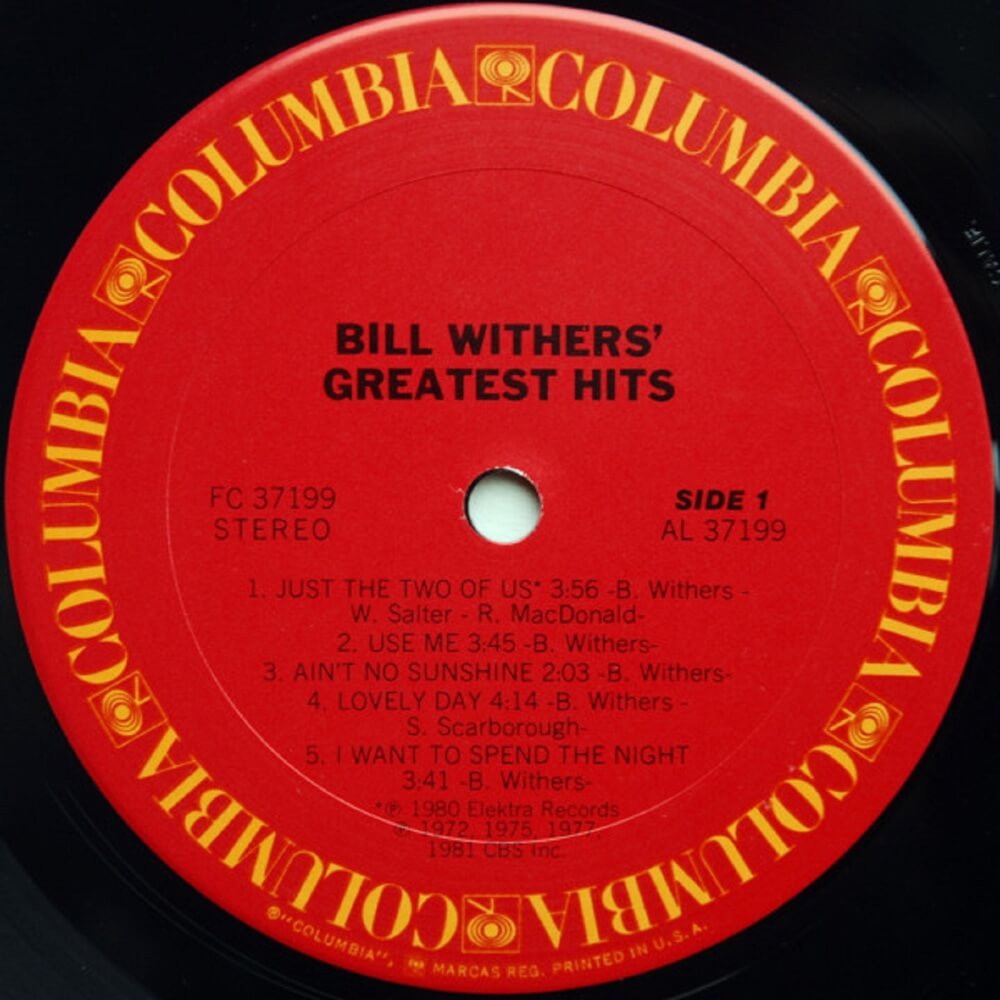 COLUMBIA COLUMBIA COLUMBIA COLUMBIA COLUMBIA COLUMBIA COLUMBIA COLUMBIA
BILL WITHERS'
GREATEST HITS
FC 37199
STEREO
SIDE 1
AL 37199
1. JUST THE TWO OF US* 3:56 -B. Withers -
W. Salter - R. MacDonald-
2. USE ME 3:45 -B. Withers-
3. AIN'T NO SUNSHINE 2:03 -B. Withers-
4. LOVELY DAY 4:14 -B. Withers -
S. Scarborough-
5. I WANT TO SPEND THE NIGHT
3:41 -B. Withers-
*℗ 1980 Elektra Records
℗ 1972, 1975, 1977,
1981 CBS Inc.
®"COLUMBIA", MARCAS REG. PRINTED IN U.S.A.